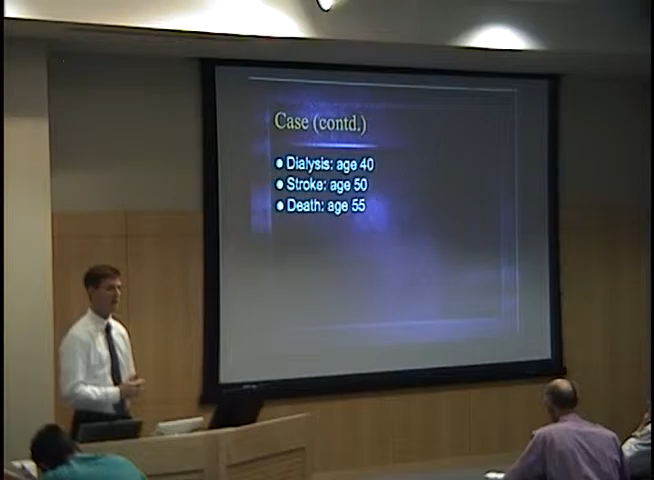 Case (contd.)
Dialysis: age 40
Stroke: age 50
Death: age 55